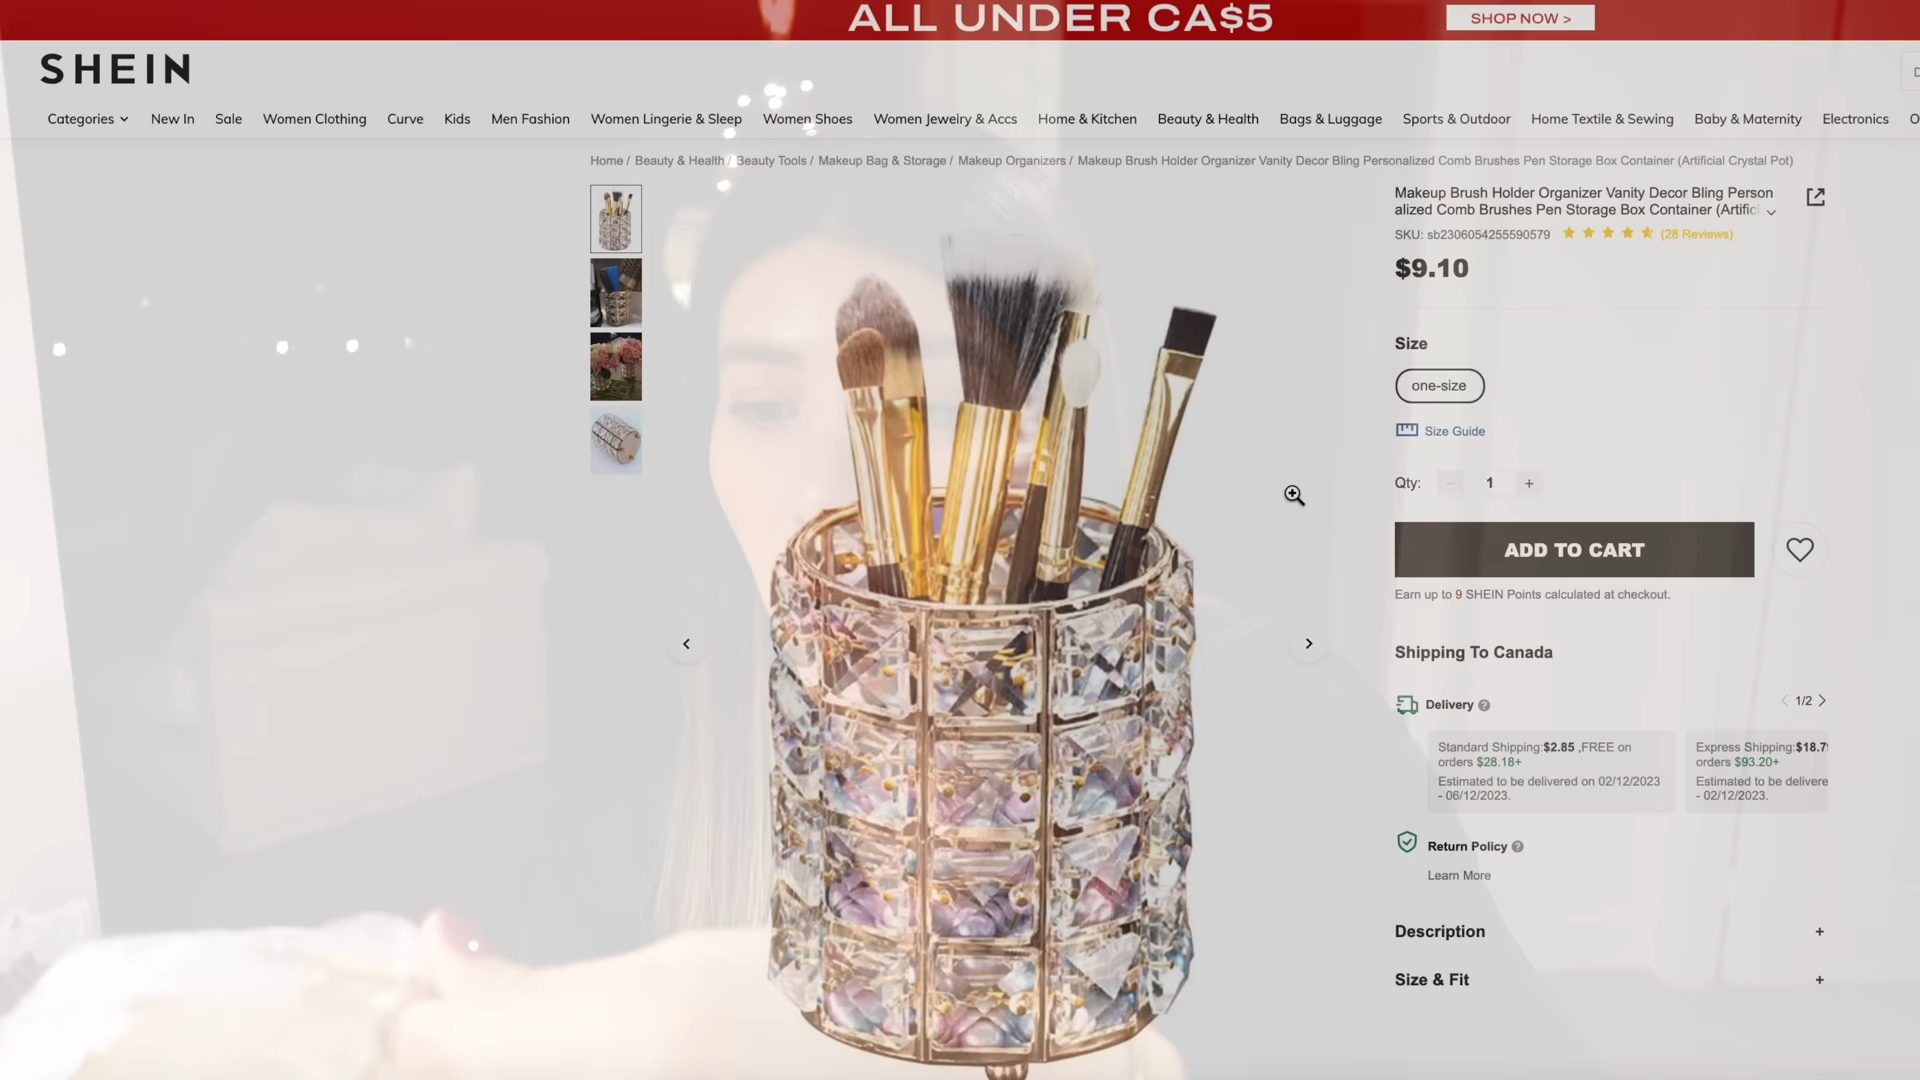 ALL UNDER CA$5
SHOP NOW >
SHEIN
Categories
New In
Sale
Women Clothing
Curve
Kids
Men Fashion
Women Lingerie & Sleep
Women Shoes
Women Jewelry & Accs
Home & Kitchen
Beauty & Health
Bags & Luggage
Sports & Outdoor
Home Textile & Sewing
Baby & Maternity
Electronics
Home / Beauty & Health / Beauty Tools / Makeup Bag & Storage / Makeup Organizers / Makeup Brush Holder Organizer Vanity Decor Bling Personalized Comb Brushes Pen Storage Box Container (Artificial Crystal Pot)
Makeup Brush Holder Organizer Vanity Decor Bling Person
alized Comb Brushes Pen Storage Box Container (Artific
SKU: sb2306054255590579
(28 Reviews)
$9.10
Size
one-size
Size Guide
Qty: - 1 +
ADD TO CART
Earn up to 9 SHEIN Points calculated at checkout.
Shipping To Canada
Delivery ?
1/2
Standard Shipping:$2.85 ,FREE on
orders $28.18+
Estimated to be delivered on 02/12/2023
- 06/12/2023.
Express Shipping:$18.7
orders $93.20+
Estimated to be delivere
- 02/12/2023.
Return Policy ?
Learn More
Description +
Size & Fit +